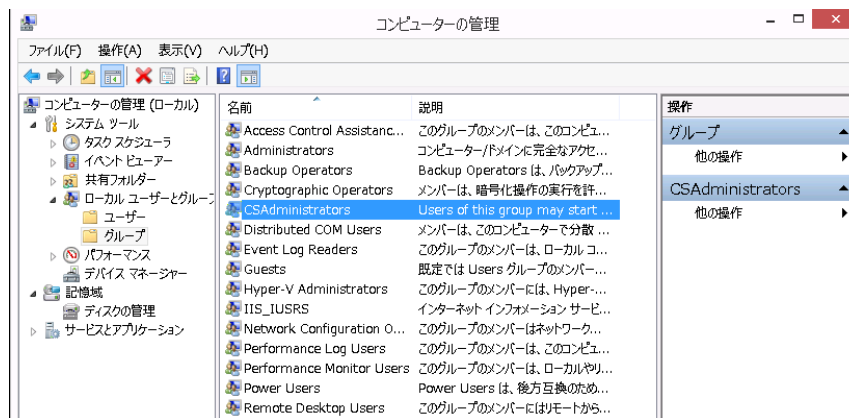 コンピューターの管理
ファイル(F) 操作(A) 表示(V) ヘルプ(H)
コンピューターの管理 (ローカル)
システム ツール
タスク スケジューラ
イベント ビューアー
共有フォルダー
ローカル ユーザーとグループ
ユーザー
グループ
パフォーマンス
デバイス マネージャー
記憶域
ディスクの管理
サービスとアプリケーション
名前 説明
Access Control Assistanc... このグループのメンバーは、このコンピュ...
Administrators コンピューター/ドメインに完全なアクセ...
Backup Operators Backup Operators は、バックアップ...
Cryptographic Operators メンバーは、暗号化操作の実行を許...
CSAdministrators Users of this group may start ...
Distributed COM Users メンバーは、このコンピューターで分散 ...
Event Log Readers このグループのメンバーは、ローカル コ...
Guests 既定では Users グループのメンバー...
Hyper-V Administrators このグループのメンバーには、Hyper-...
IIS_IUSRS インターネット インフォメーション サービ...
Network Configuration O... このグループのメンバーはネットワーク...
Performance Log Users このグループのメンバーは、このコンピュ...
Performance Monitor Users このグループのメンバーは、ローカルやリ...
Power Users Power Users は、後方互換のため...
Remote Desktop Users このグループのメンバーにはリモートから...
操作
グループ
他の操作
CSAdministrators
他の操作